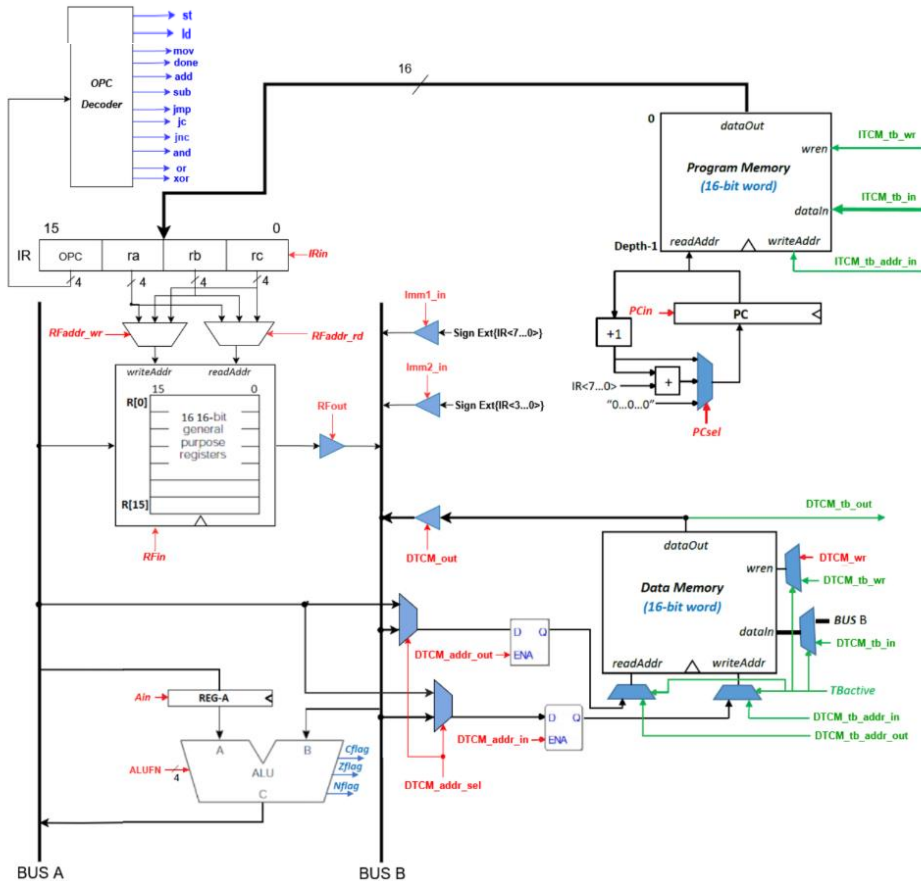 st
ld
mov
done
add
sub
jmp
jc
jnc
and
or
xor
OPC
Decoder
16
0
dataOut
wren
Program Memory
(16-bit word)
dataIn
Depth-1
readAddr
writeAddr
ITCM_tb_wr
ITCM_tb_in
ITCM_tb_addr_in
15
0
IR
OPC
ra
rb
rc
IRin
4
4
4
4
RFaddr_wr
RFaddr_rd
writeAddr
readAddr
15
0
R[0]
16 16-bit
general
purpose
registers
R[15]
RFin
RFout
Imm1_in
Sign Ext{IR<7...0>}
Imm2_in
Sign Ext{IR<3...0>}
PCin
PC
+1
+
IR<7...0>
“0...0...0”
PCsel
DTCM_tb_out
DTCM_out
dataOut
wren
Data Memory
(16-bit word)
dataIn
readAddr
writeAddr
DTCM_wr
DTCM_tb_wr
BUS B
DTCM_tb_in
TBactive
DTCM_tb_addr_in
DTCM_tb_addr_out
D
Q
ENA
DTCM_addr_out
D
Q
ENA
DTCM_addr_in
DTCM_addr_sel
Ain
REG-A
A
B
ALU
C
ALUFN
4
Cflag
Zflag
Nflag
BUS A
BUS B